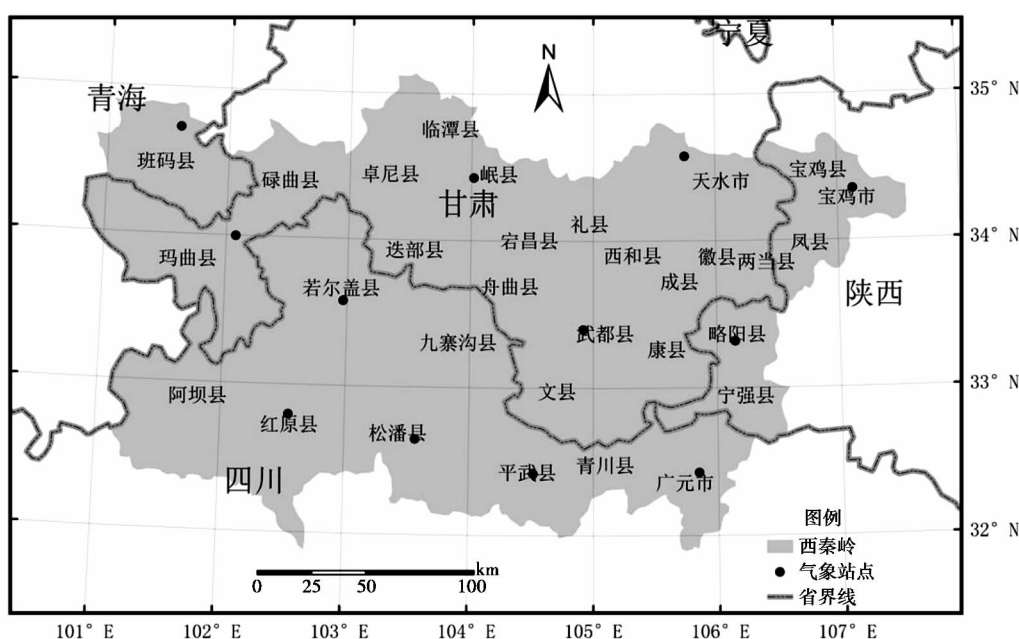 宁夏
N
35° N
青海
临潭县
班码县
碌曲县
卓尼县
岷县
天水市
宝鸡县
宝鸡市
甘肃
礼县
34° N
玛曲县
迭部县
宕昌县
西和县
徽县
两当县
凤县
若尔盖县
舟曲县
成县
陕西
九寨沟县
武都县
康县
略阳县
33° N
阿坝县
文县
宁强县
红原县
松潘县
四川
平武县
青川县
广元市
32° N
图例
西秦岭
气象站点
省界线
km
0 25 50 100
101° E 102° E 103° E 104° E 105° E 106° E 107° E